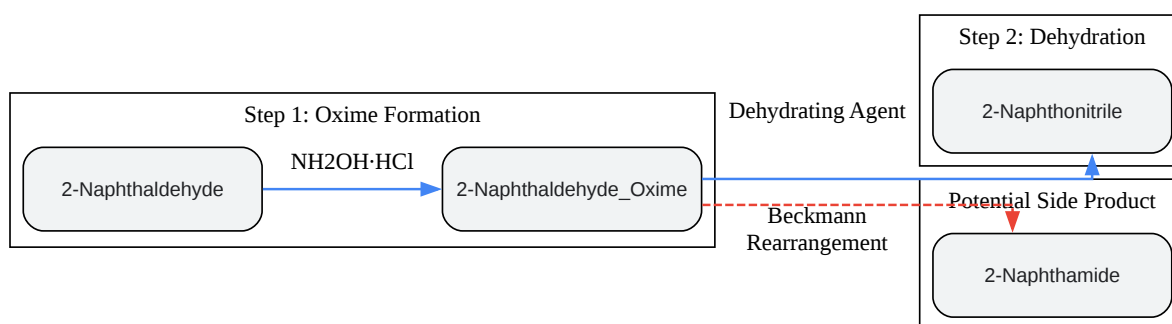 Step 2: Dehydration
2-Naphthonitrile
Step 1: Oxime Formation
Dehydrating Agent
NH2OH·HCl
2-Naphthaldehyde
2-Naphthaldehyde_Oxime
Potential Side Product
Beckmann
Rearrangement
2-Naphthamide